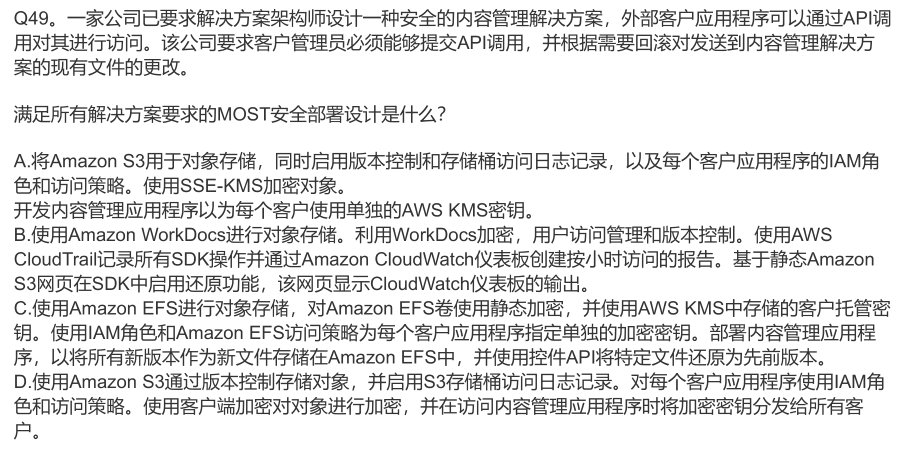 Q49。一家公司已要求解决方案架构师设计一种安全的内容管理解决方案，外部客户应用程序可以通过API调
用对其进行访问。该公司要求客户管理员必须能够提交API调用，并根据需要回滚对发送到内容管理解决方
案的现有文件的更改。
满足所有解决方案要求的MOST安全部署设计是什么？
A.将Amazon S3用于对象存储，同时启用版本控制和存储桶访问日志记录，以及每个客户应用程序的IAM角
色和访问策略。使用SSE-KMS加密对象。
开发内容管理应用程序以为每个客户使用单独的AWS KMS密钥。
B.使用Amazon WorkDocs进行对象存储。利用WorkDocs加密，用户访问管理和版本控制。使用AWS
CloudTrail记录所有SDK操作并通过Amazon CloudWatch仪表板创建按小时访问的报告。基于静态Amazon
S3网页在SDK中启用还原功能，该网页显示CloudWatch仪表板的输出。
C.使用Amazon EFS进行对象存储，对Amazon EFS卷使用静态加密，并使用AWS KMS中存储的客户托管密
钥。使用IAM角色和Amazon EFS访问策略为每个客户应用程序指定单独的加密密钥。部署内容管理应用程
序，以将所有新版本作为新文件存储在Amazon EFS中，并使用控件API将特定文件还原为先前版本。
D.使用Amazon S3通过版本控制存储对象，并启用S3存储桶访问日志记录。对每个客户应用程序使用IAM角
色和访问策略。使用客户端加密对对象进行加密，并在访问内容管理应用程序时将加密密钥分发给所有客
户。